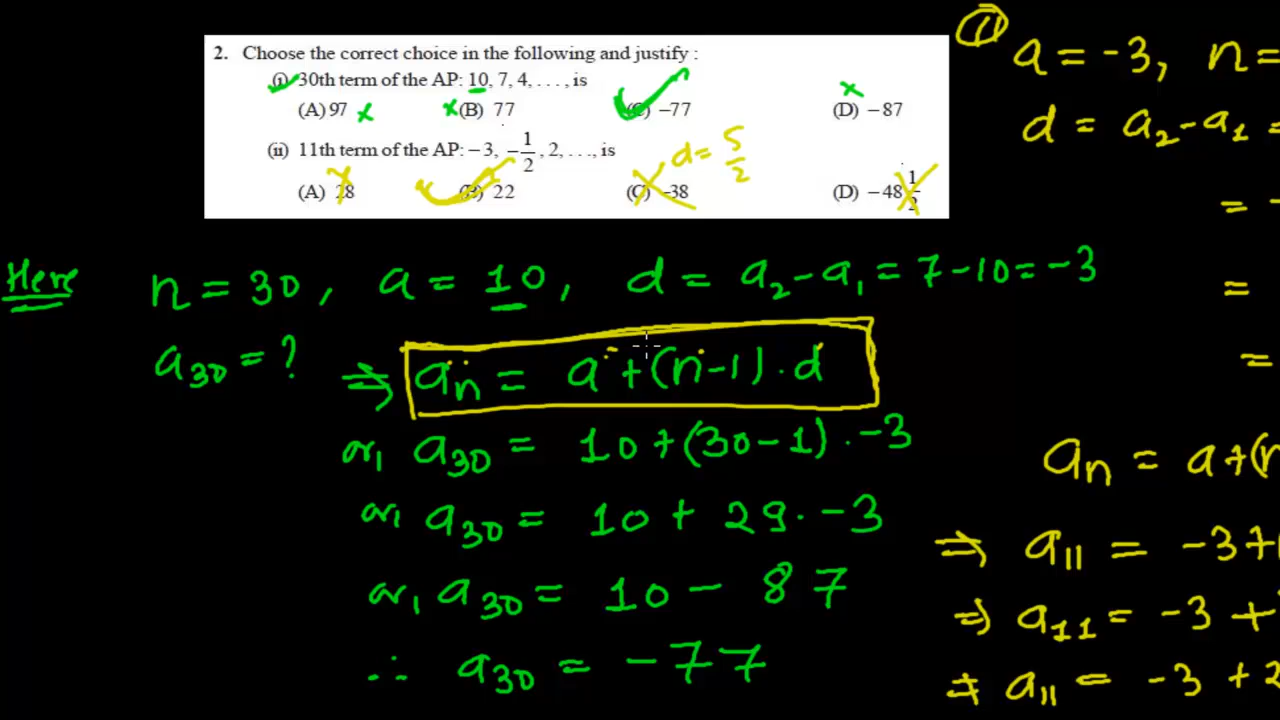 2. Choose the correct choice in the following and justify :
(i) 30th term of the AP: 10, 7, 4, . . . , is
(A) 97 x x(B) 77 (C) −77 x (D) −87
(ii) 11th term of the AP: −3, −1/2, 2, . . ., is
d = 5/2
(A) 28 (B) 22 (C) −38 (D) −48 1/2
Here n = 30, a = 10, d = a₂ - a₁ = 7 - 10 = -3
a₃₀ = ?
⇒ aₙ = a + (n-1) . d
or, a₃₀ = 10 + (30-1) . -3
or, a₃₀ = 10 + 29 . -3
or, a₃₀ = 10 - 87
∴ a₃₀ = -77
(ii) a = -3, n =
d = a₂ - a₁ =
= -
=
=
aₙ = a + (n
⇒ a₁₁ = -3 +
⇒ a₁₁ = -3 +
⇒ a₁₁ = -3 + 2